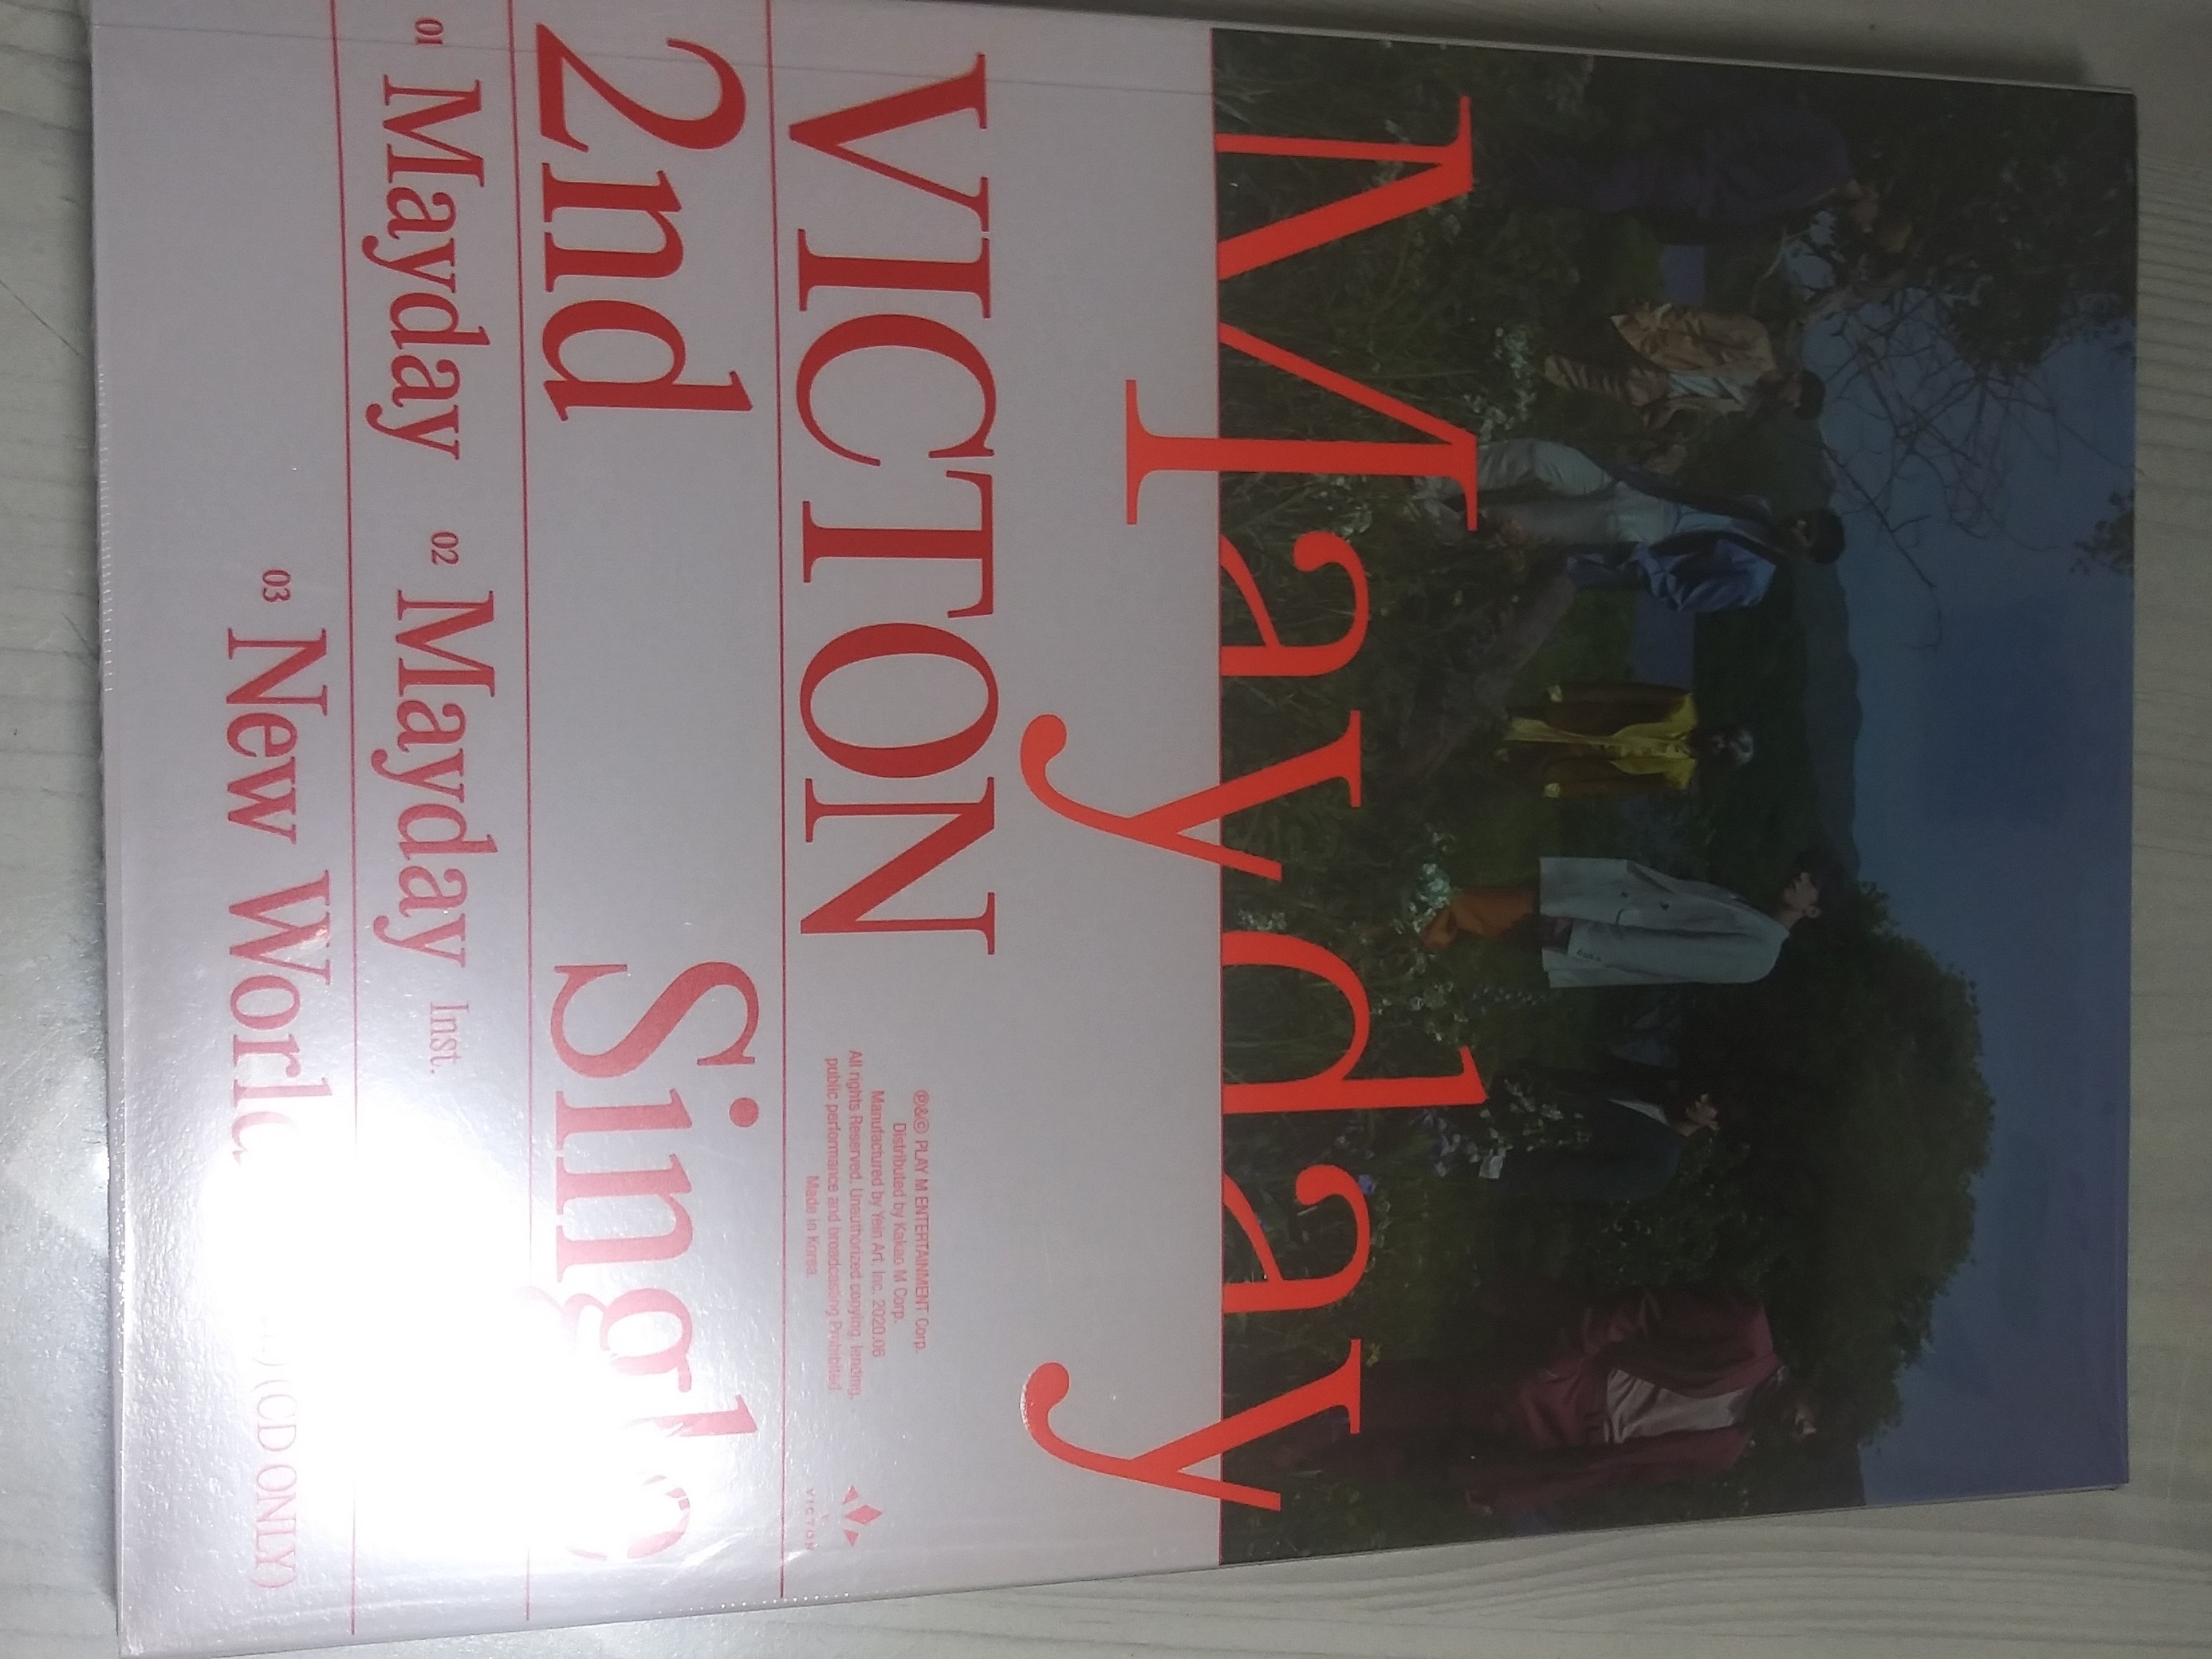 Mayday
VICTON
℗&© PLAY M ENTERTAINMENT Corp.
Distributed by Kakao M Corp.
Manufactured by Yein Art. Inc. 2020.06
All rights Reserved. Unauthorized copying, lending,
public performance and broadcasting Prohibited.
Made in Korea.
VICTON
2nd Single
01 Mayday 02 Mayday Inst.
03 New World (CD ONLY)